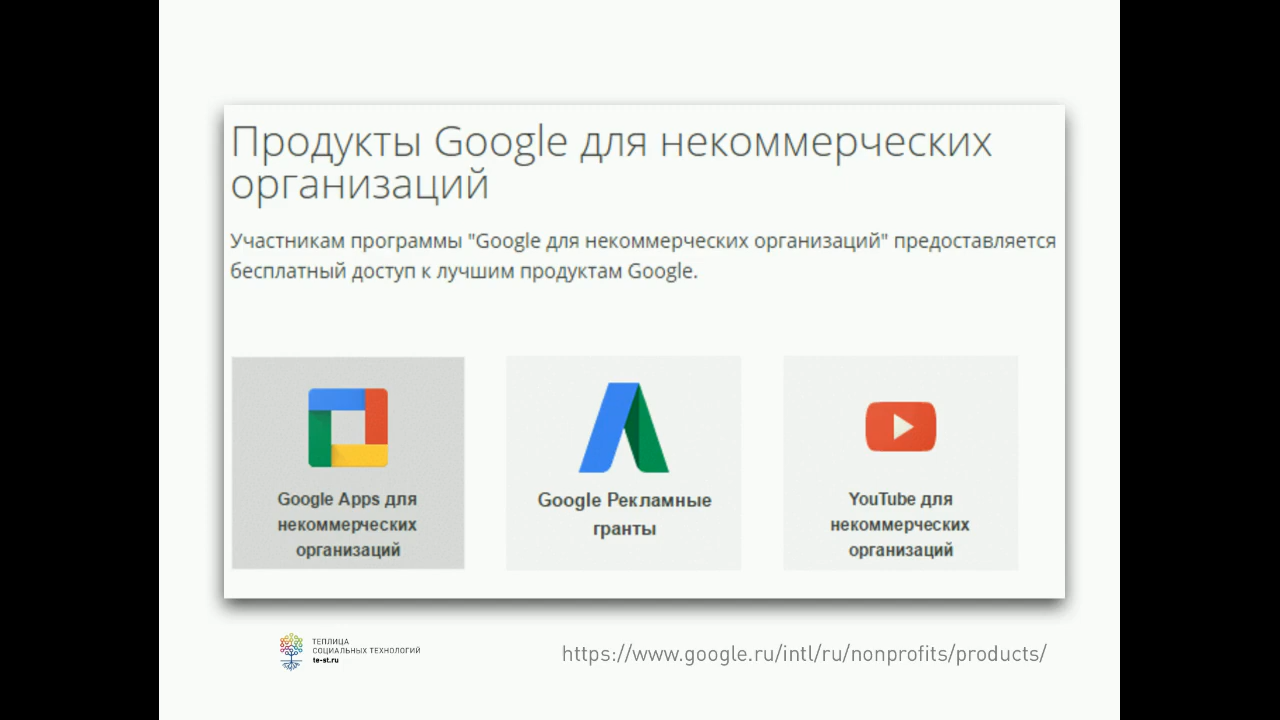 Продукты Google для некоммерческих
организаций
Участникам программы "Google для некоммерческих организаций" предоставляется
бесплатный доступ к лучшим продуктам Google.
Google Apps для
некоммерческих
организаций
Google Рекламные
гранты
YouTube для
некоммерческих
организаций
ТЕПЛИЦА
СОЦИАЛЬНЫХ ТЕХНОЛОГИЙ
te-st.ru
https://www.google.ru/intl/ru/nonprofits/products/